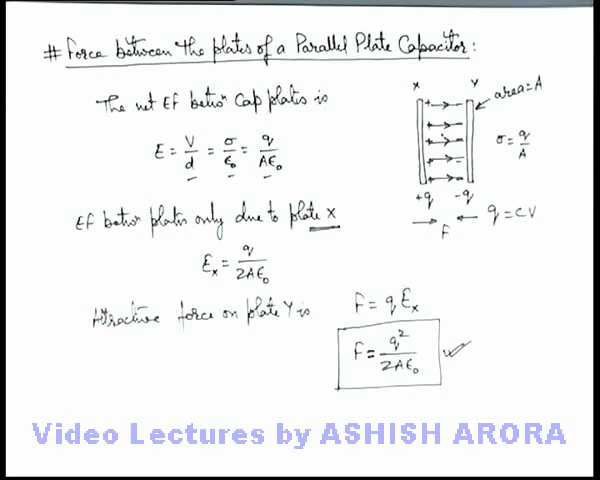 # Force between the plates of a Parallel Plate Capacitor :
X Y
area=A
The net EF betwn cap plates is
E = V/d = σ/ε₀ = q/Aε₀
σ = q/A
+q -q
F
q = CV
EF betwn plates only due to plate X
Eₓ = q/2Aε₀
Attractive force on plate Y is F = qEₓ
F = q²/2Aε₀
Video Lectures by ASHISH ARORA